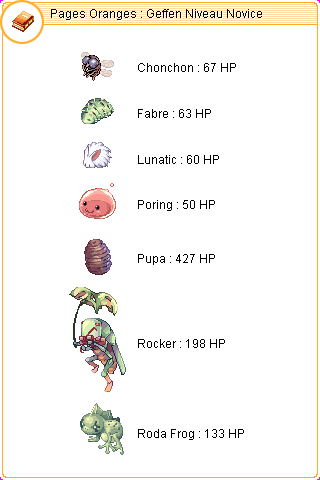 Pages Oranges : Geffen Niveau Novice
Chonchon : 67 HP
Fabre : 63 HP
Lunatic : 60 HP
Poring : 50 HP
Pupa : 427 HP
Rocker : 198 HP
Roda Frog : 133 HP